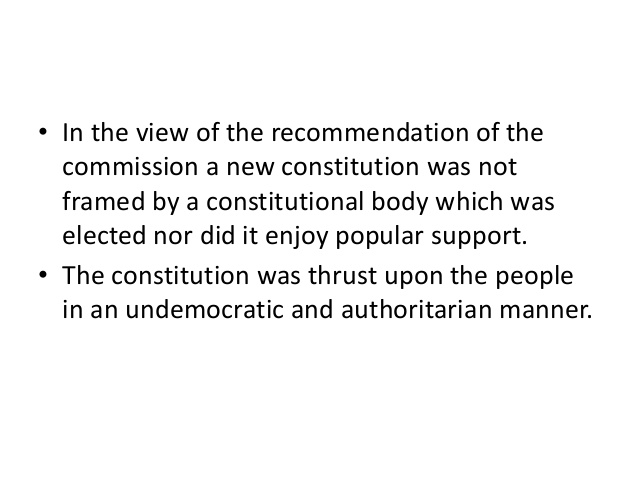 • In the view of the recommendation of the
commission a new constitution was not
framed by a constitutional body which was
elected nor did it enjoy popular support.
• The constitution was thrust upon the people
in an undemocratic and authoritarian manner.